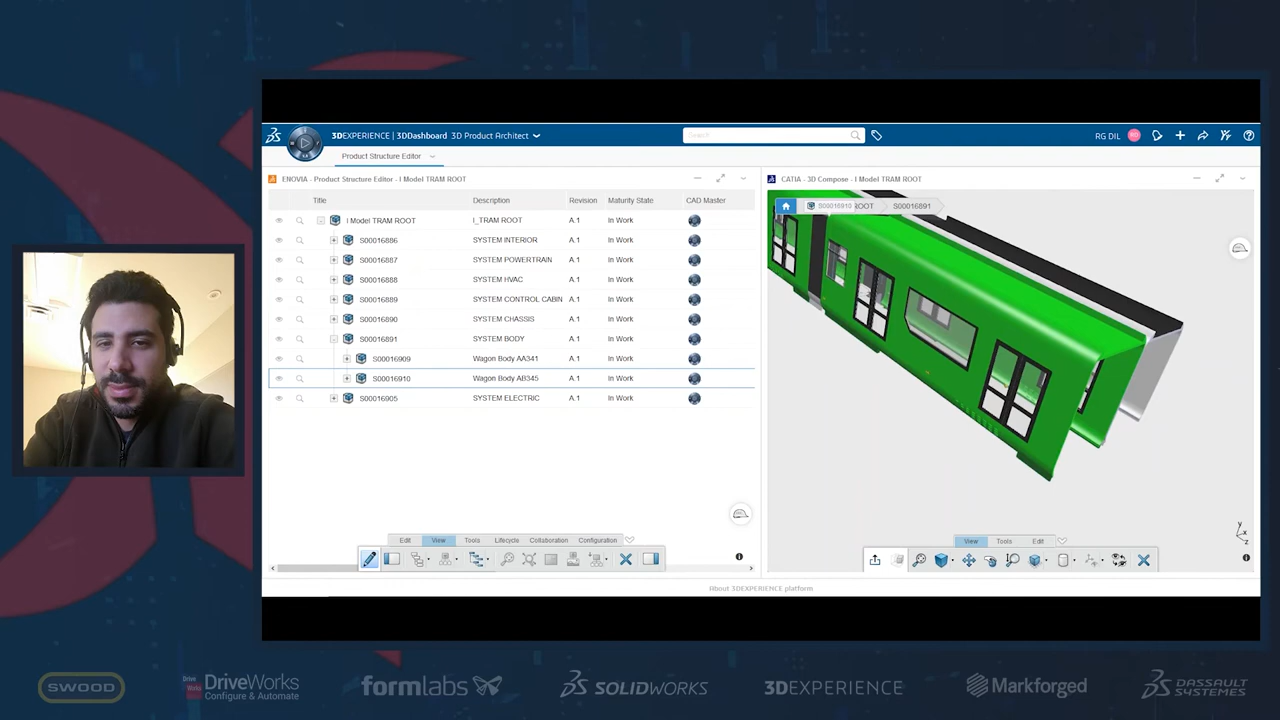 3DEXPERIENCE | 3DDashboard 3D Product Architect
Search
RG DIL
Product Structure Editor
ENOVIA - Product Structure Editor - I Model TRAM ROOT
Title Description Revision Maturity State CAD Master
I Model TRAM ROOT I_TRAM ROOT A.1 In Work
S00016886 SYSTEM INTERIOR A.1 In Work
S00016887 SYSTEM POWERTRAIN A.1 In Work
S00016888 SYSTEM HVAC A.1 In Work
S00016889 SYSTEM CONTROL CABIN A.1 In Work
S00016890 SYSTEM CHASSIS A.1 In Work
S00016891 SYSTEM BODY A.1 In Work
S00016909 Wagon Body AA341 A.1 In Work
S00016910 Wagon Body AB345 A.1 In Work
S00016905 SYSTEM ELECTRIC A.1 In Work
Edit View Tools Lifecycle Collaboration Configuration
CATIA - 3D Compose - I Model TRAM ROOT
S00016910 ROOT S00016891
View Tools Edit
About 3DEXPERIENCE platform
SWOOD
Drive Works
DriveWorks
Configure & Automate
formlabs
SOLIDWORKS
3DEXPERIENCE
Markforged
DASSAULT
SYSTEMES